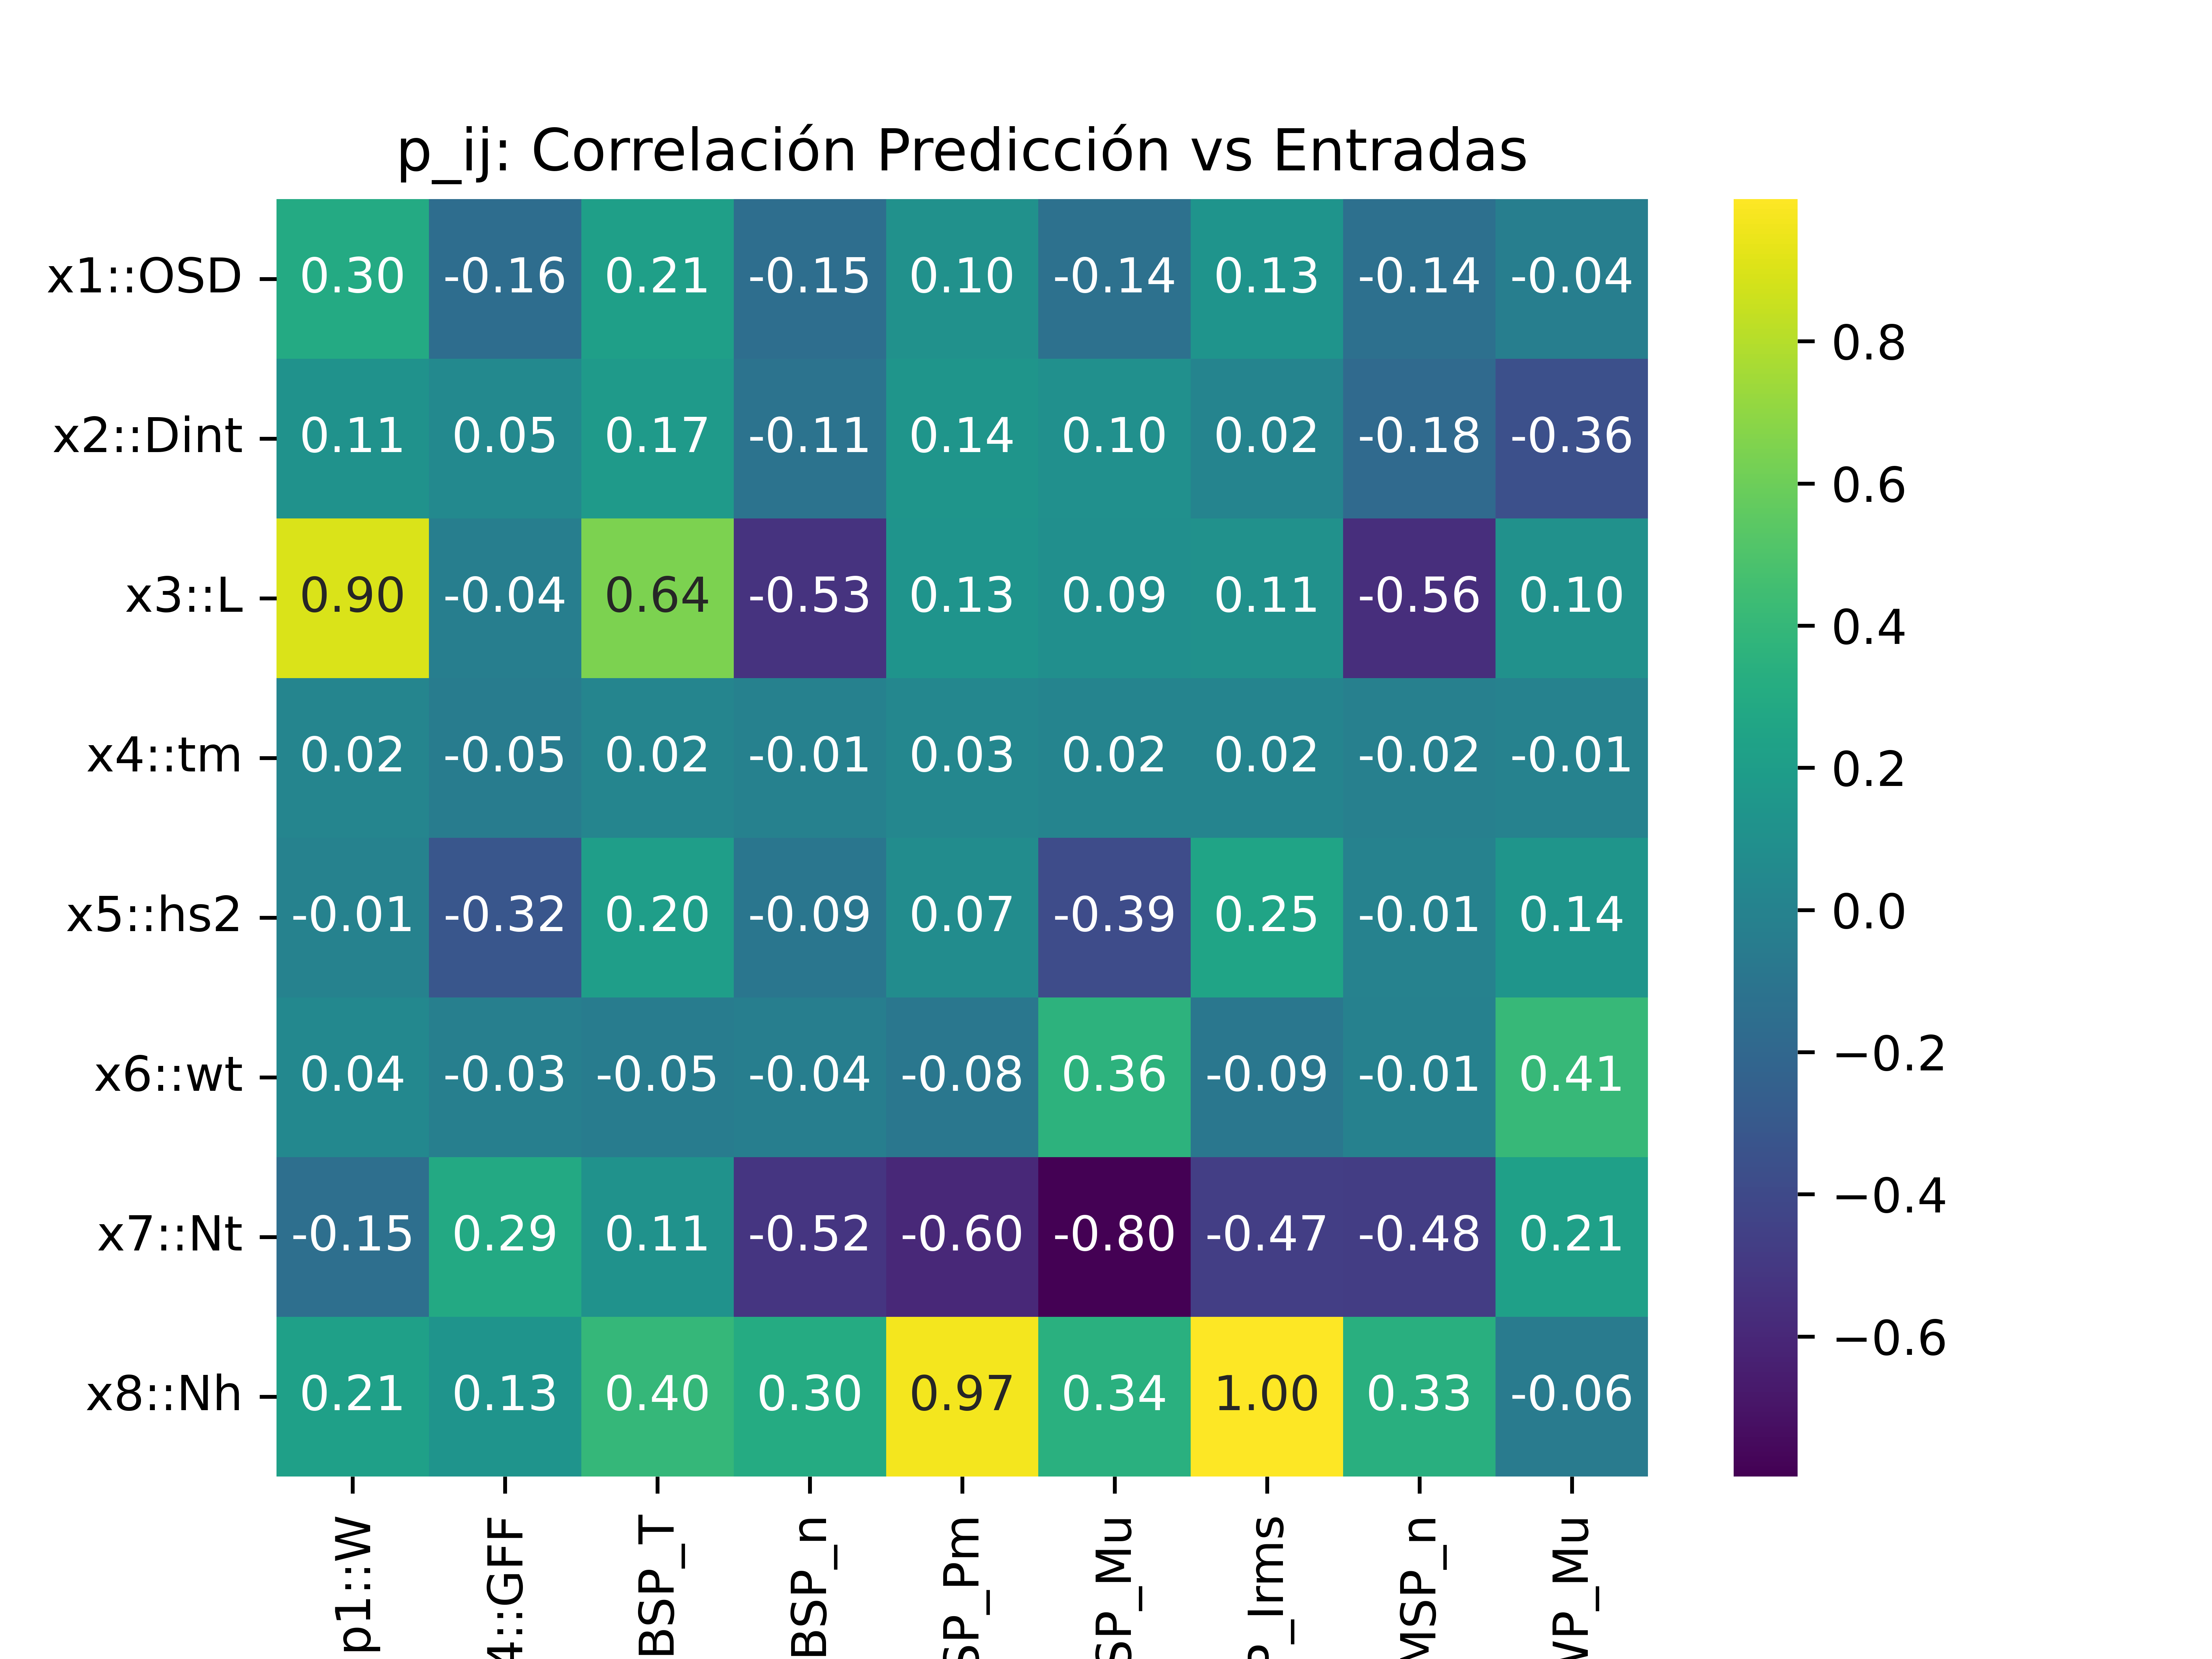 p_ij: Correlación Predicción vs Entradas
x1::OSD 0.30 -0.16 0.21 -0.15 0.10 -0.14 0.13 -0.14 -0.04
x2::Dint 0.11 0.05 0.17 -0.11 0.14 0.10 0.02 -0.18 -0.36
x3::L 0.90 -0.04 0.64 -0.53 0.13 0.09 0.11 -0.56 0.10
x4::tm 0.02 -0.05 0.02 -0.01 0.03 0.02 0.02 -0.02 -0.01
x5::hs2 -0.01 -0.32 0.20 -0.09 0.07 -0.39 0.25 -0.01 0.14
x6::wt 0.04 -0.03 -0.05 -0.04 -0.08 0.36 -0.09 -0.01 0.41
x7::Nt -0.15 0.29 0.11 -0.52 -0.60 -0.80 -0.47 -0.48 0.21
x8::Nh 0.21 0.13 0.40 0.30 0.97 0.34 1.00 0.33 -0.06
p1::W
4::GFF
BSP_T
BSP_n
SP_Pm
SP_Mu
P_Irms
MSP_n
WP_Mu
0.8
0.6
0.4
0.2
0.0
−0.2
−0.4
−0.6